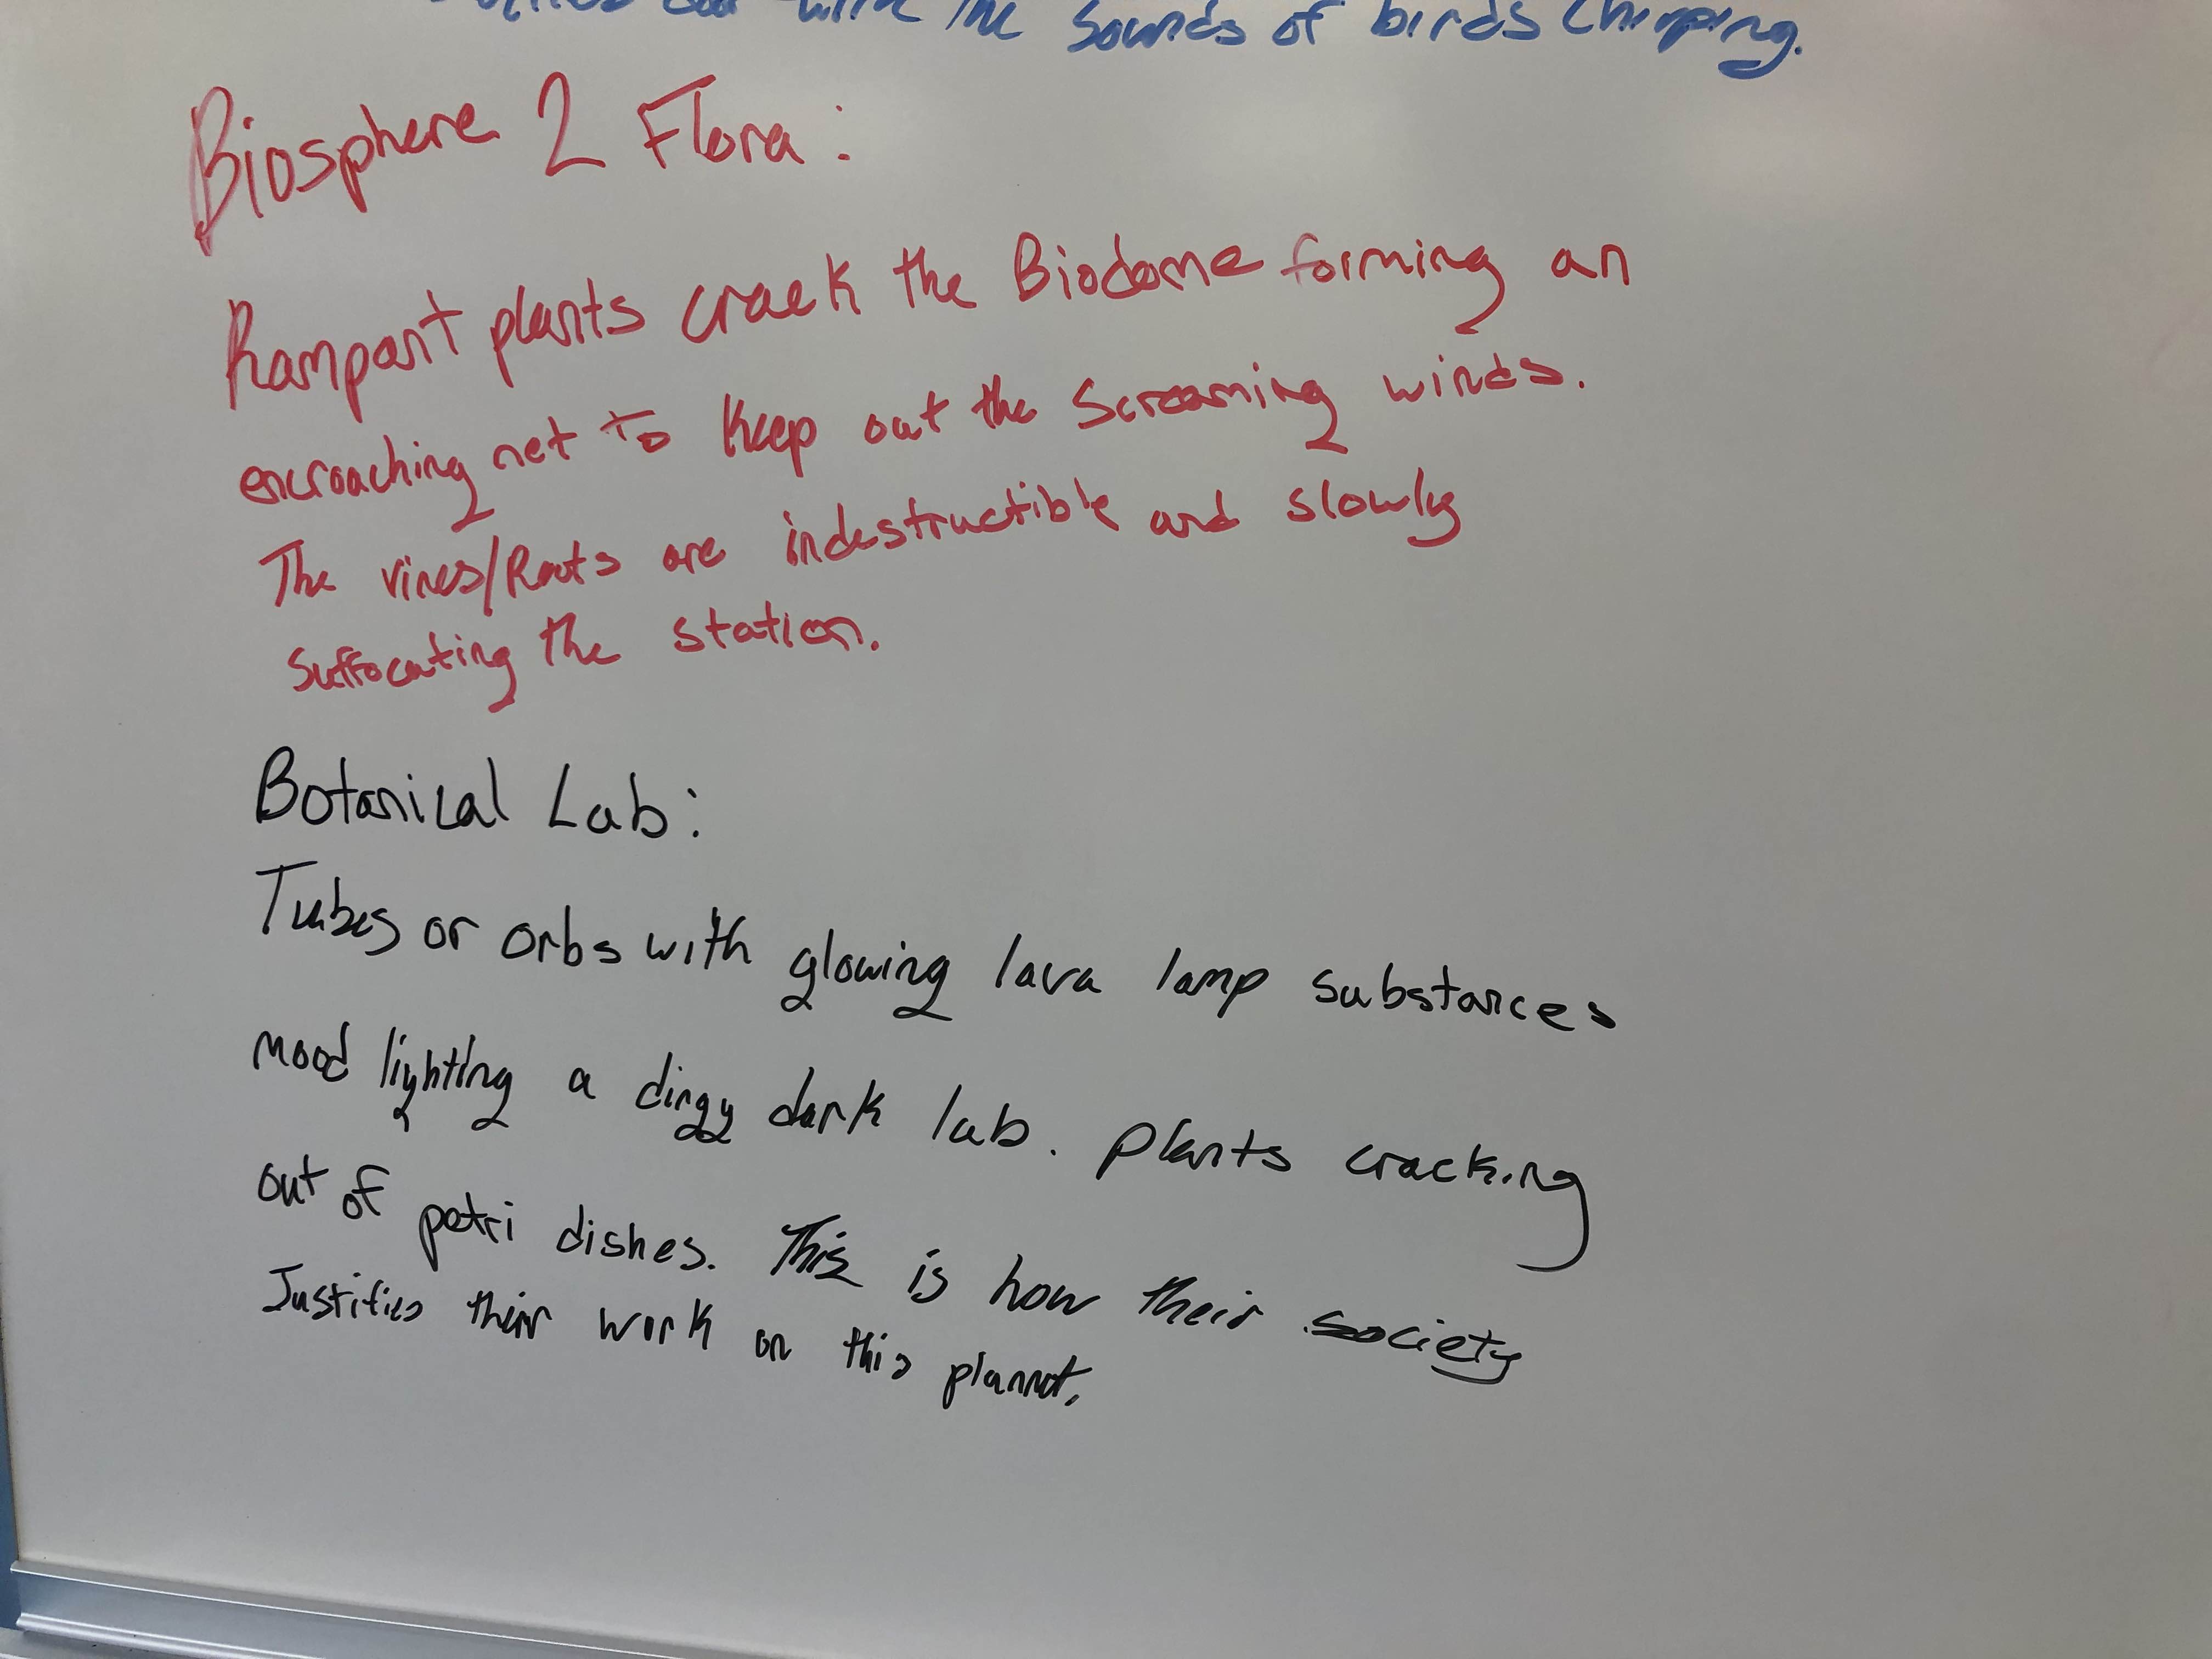 with the sounds of birds chirping.
Biosphere 2 Flora:
Rampant plants crack the Biodome forming an
encroaching net to keep out the screaming winds.
The vines/Roots are indestructible and slowly
suffocating the station.
Botanical Lab:
Tubes or orbs with glowing lava lamp substances
mood lighting a dingy dark lab. plants cracking
out of petri dishes. This is how their society
Justifies their work on this plannet.